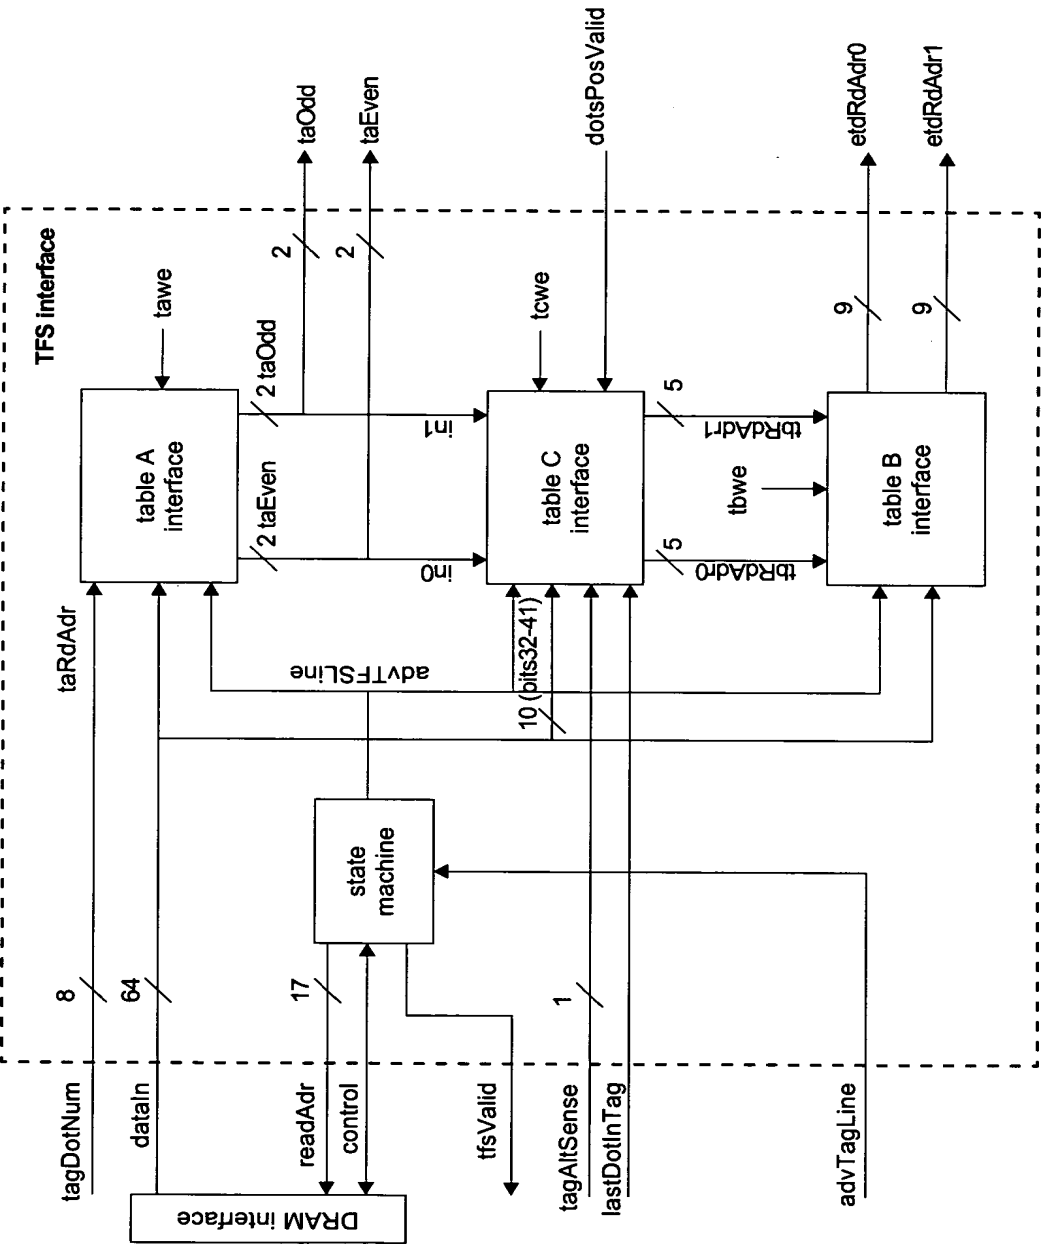 TFS interface
taOdd
taEven
dotsPosValid
etdRdAdr0
etdRdAdr1
2
2
9
9
tawe
tcwe
tbwe
table A
interface
table C
interface
table B
interface
2 taOdd
2 taEven
in1
in0
5
tbRdAdr1
5
tbRdAdr0
taRdAdr
advTFSLine
10 (bits32-41)
state
machine
8
64
17
1
tagDotNum
dataIn
readAdr
control
tfsValid
tagAltSense
lastDotInTag
advTagLine
DRAM interface